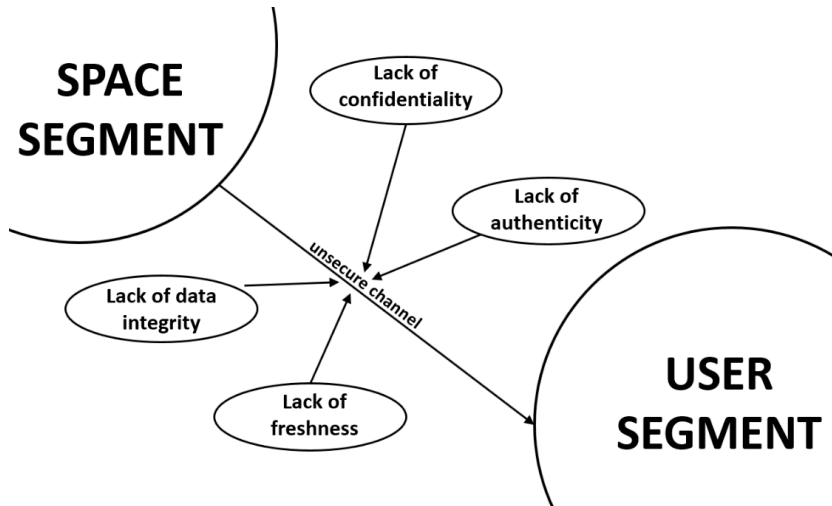 SPACE
SEGMENT
Lack of
confidentiality
Lack of
authenticity
unsecure channel
Lack of data
integrity
Lack of
freshness
USER
SEGMENT